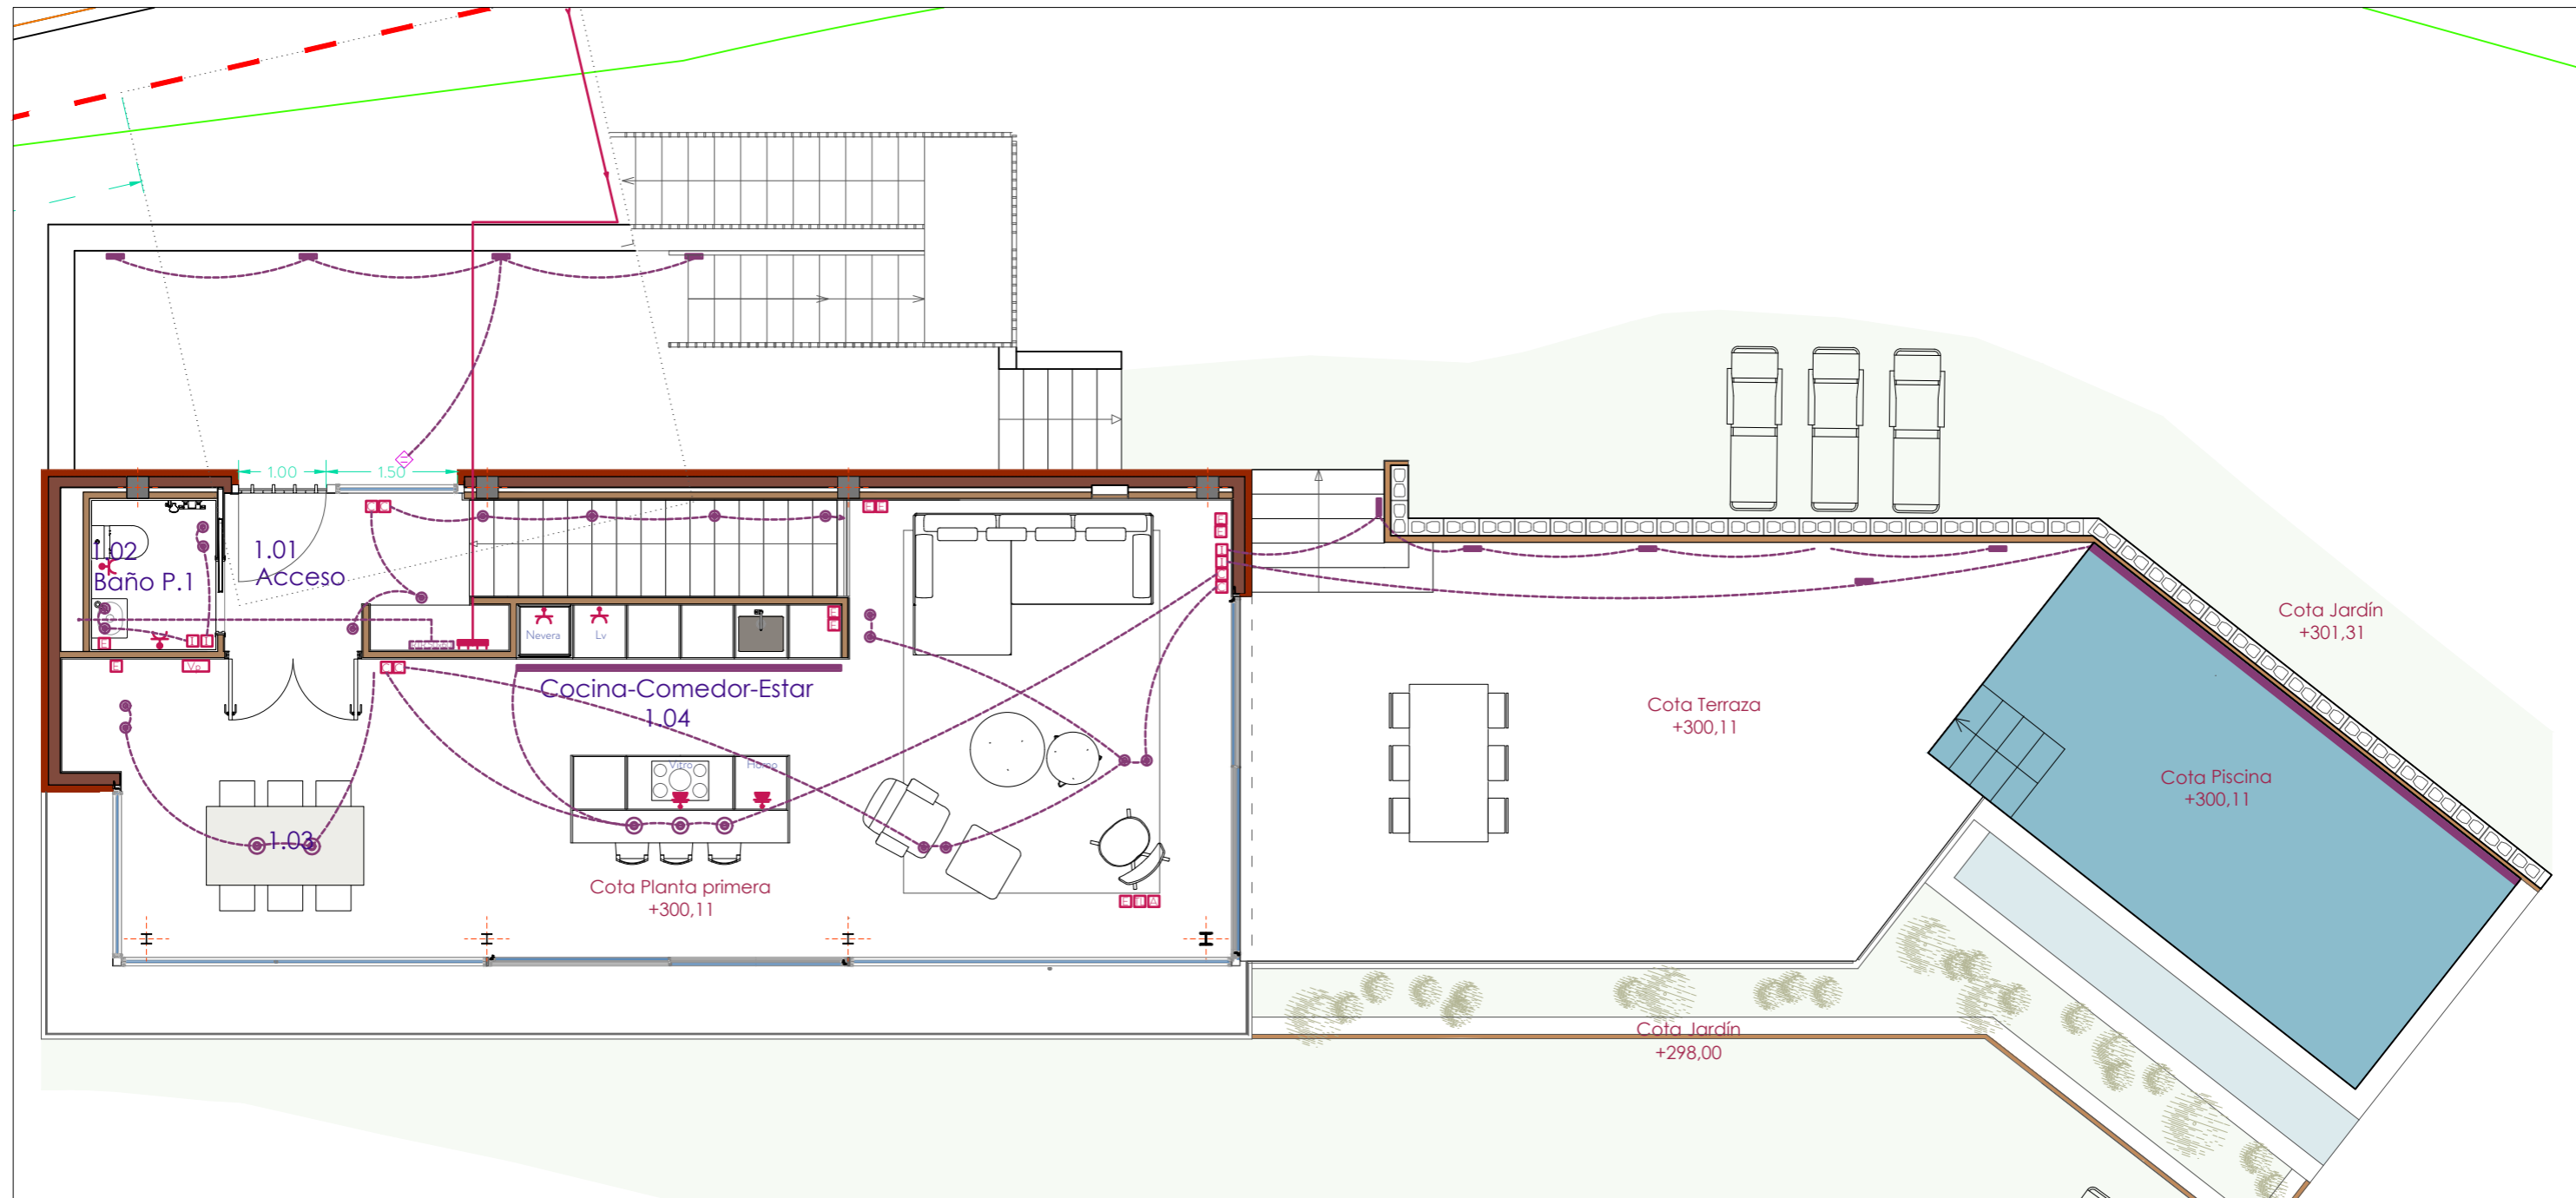 1.00
1.50
1.02
Baño P.1
1.01
Acceso
Nevera
Lv
Vp
Cocina-Comedor-Estar
1.04
Vitro
Horno
1.03
Cota Planta primera
+300,11
Cota Terraza
+300,11
Cota Jardín
+301,31
Cota Piscina
+300,11
Cota Jardín
+298,00